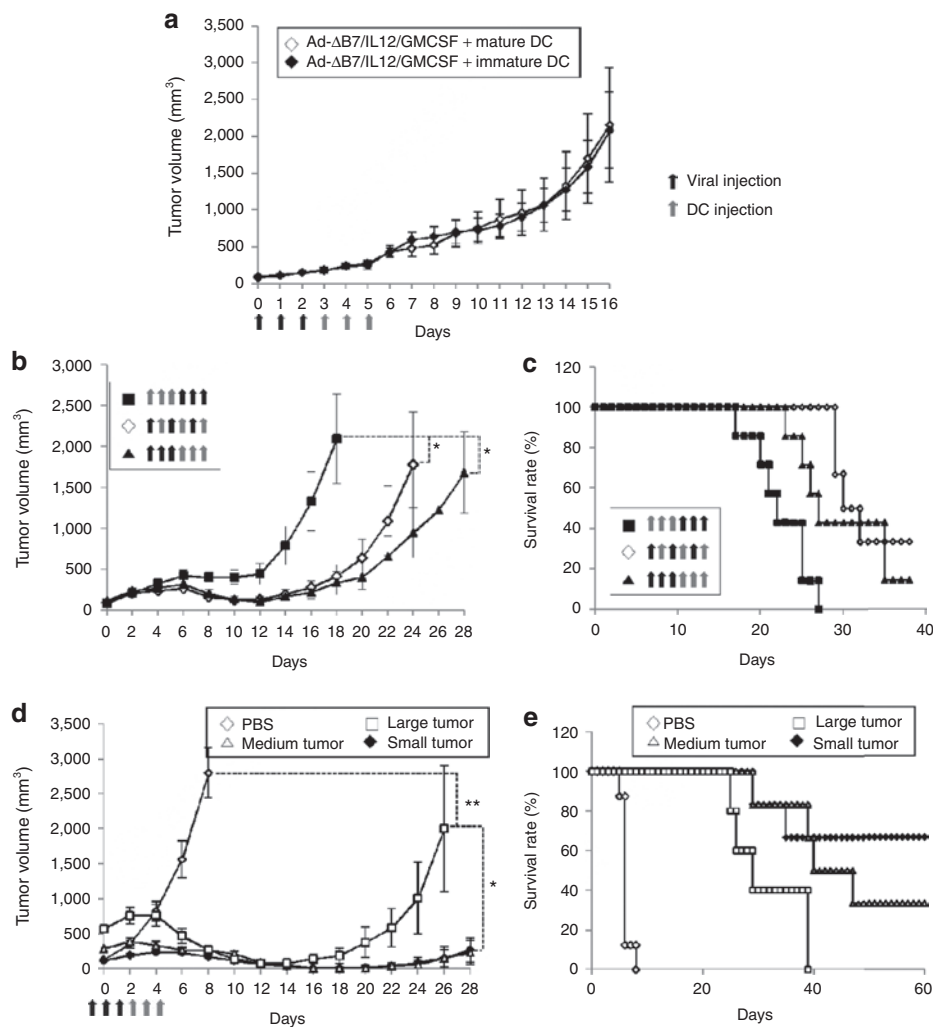 a
3,500
3,000
2,500
2,000
1,500
1,000
500
0
Tumor volume (mm³)
Ad-ΔB7/IL12/GMCSF + mature DC
Ad-ΔB7/IL12/GMCSF + immature DC
0 1 2 3 4 5 6 7 8 9 10 11 12 13 14 15 16
Days
Viral injection
DC injection
b
3,000
2,500
2,000
1,500
1,000
500
0
Tumor volume (mm³)
*
*
0 2 4 6 8 10 12 14 16 18 20 22 24 26 28
Days
c
120
100
80
60
40
20
0
Survival rate (%)
0 10 20 30 40
Days
d
3,500
3,000
2,500
2,000
1,500
1,000
500
0
Tumor volume (mm³)
PBS Large tumor
Medium tumor Small tumor
**
*
0 2 4 6 8 10 12 14 16 18 20 22 24 26 28
Days
e
PBS Large tumor
Medium tumor Small tumor
120
100
80
60
40
20
0
Survival rate (%)
0 20 40 60
Days